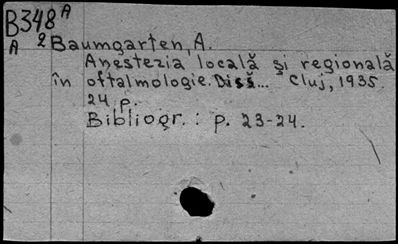 B348 A
A 2 Baumgarten, A.
Anestezia locală și regională
în oftalmologie. Diss... Cluj, 1935.
24 p.
Bibliogr. : p. 23-24.